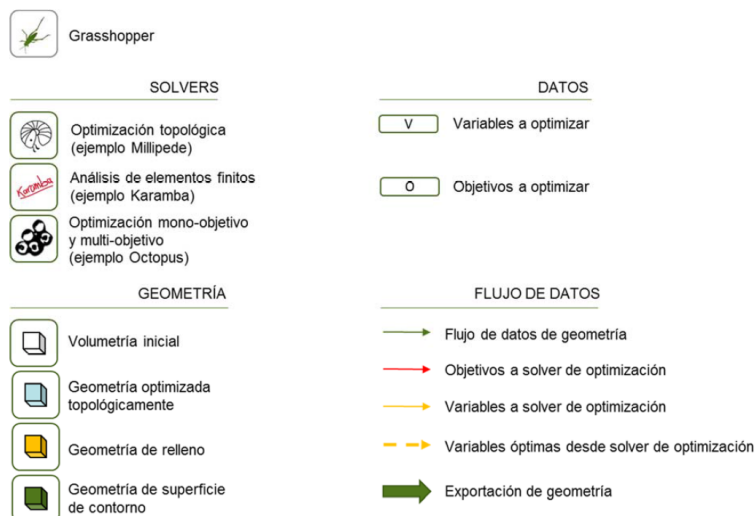 Grasshopper
SOLVERS
Optimización topológica
(ejemplo Millipede)
Karamba
Análisis de elementos finitos
(ejemplo Karamba)
Optimización mono-objetivo
y multi-objetivo
(ejemplo Octopus)
DATOS
V
Variables a optimizar
O
Objetivos a optimizar
GEOMETRÍA
Volumetría inicial
Geometría optimizada
topológicamente
Geometría de relleno
Geometría de superficie
de contorno
FLUJO DE DATOS
Flujo de datos de geometría
Objetivos a solver de optimización
Variables a solver de optimización
Variables óptimas desde solver de optimización
Exportación de geometría